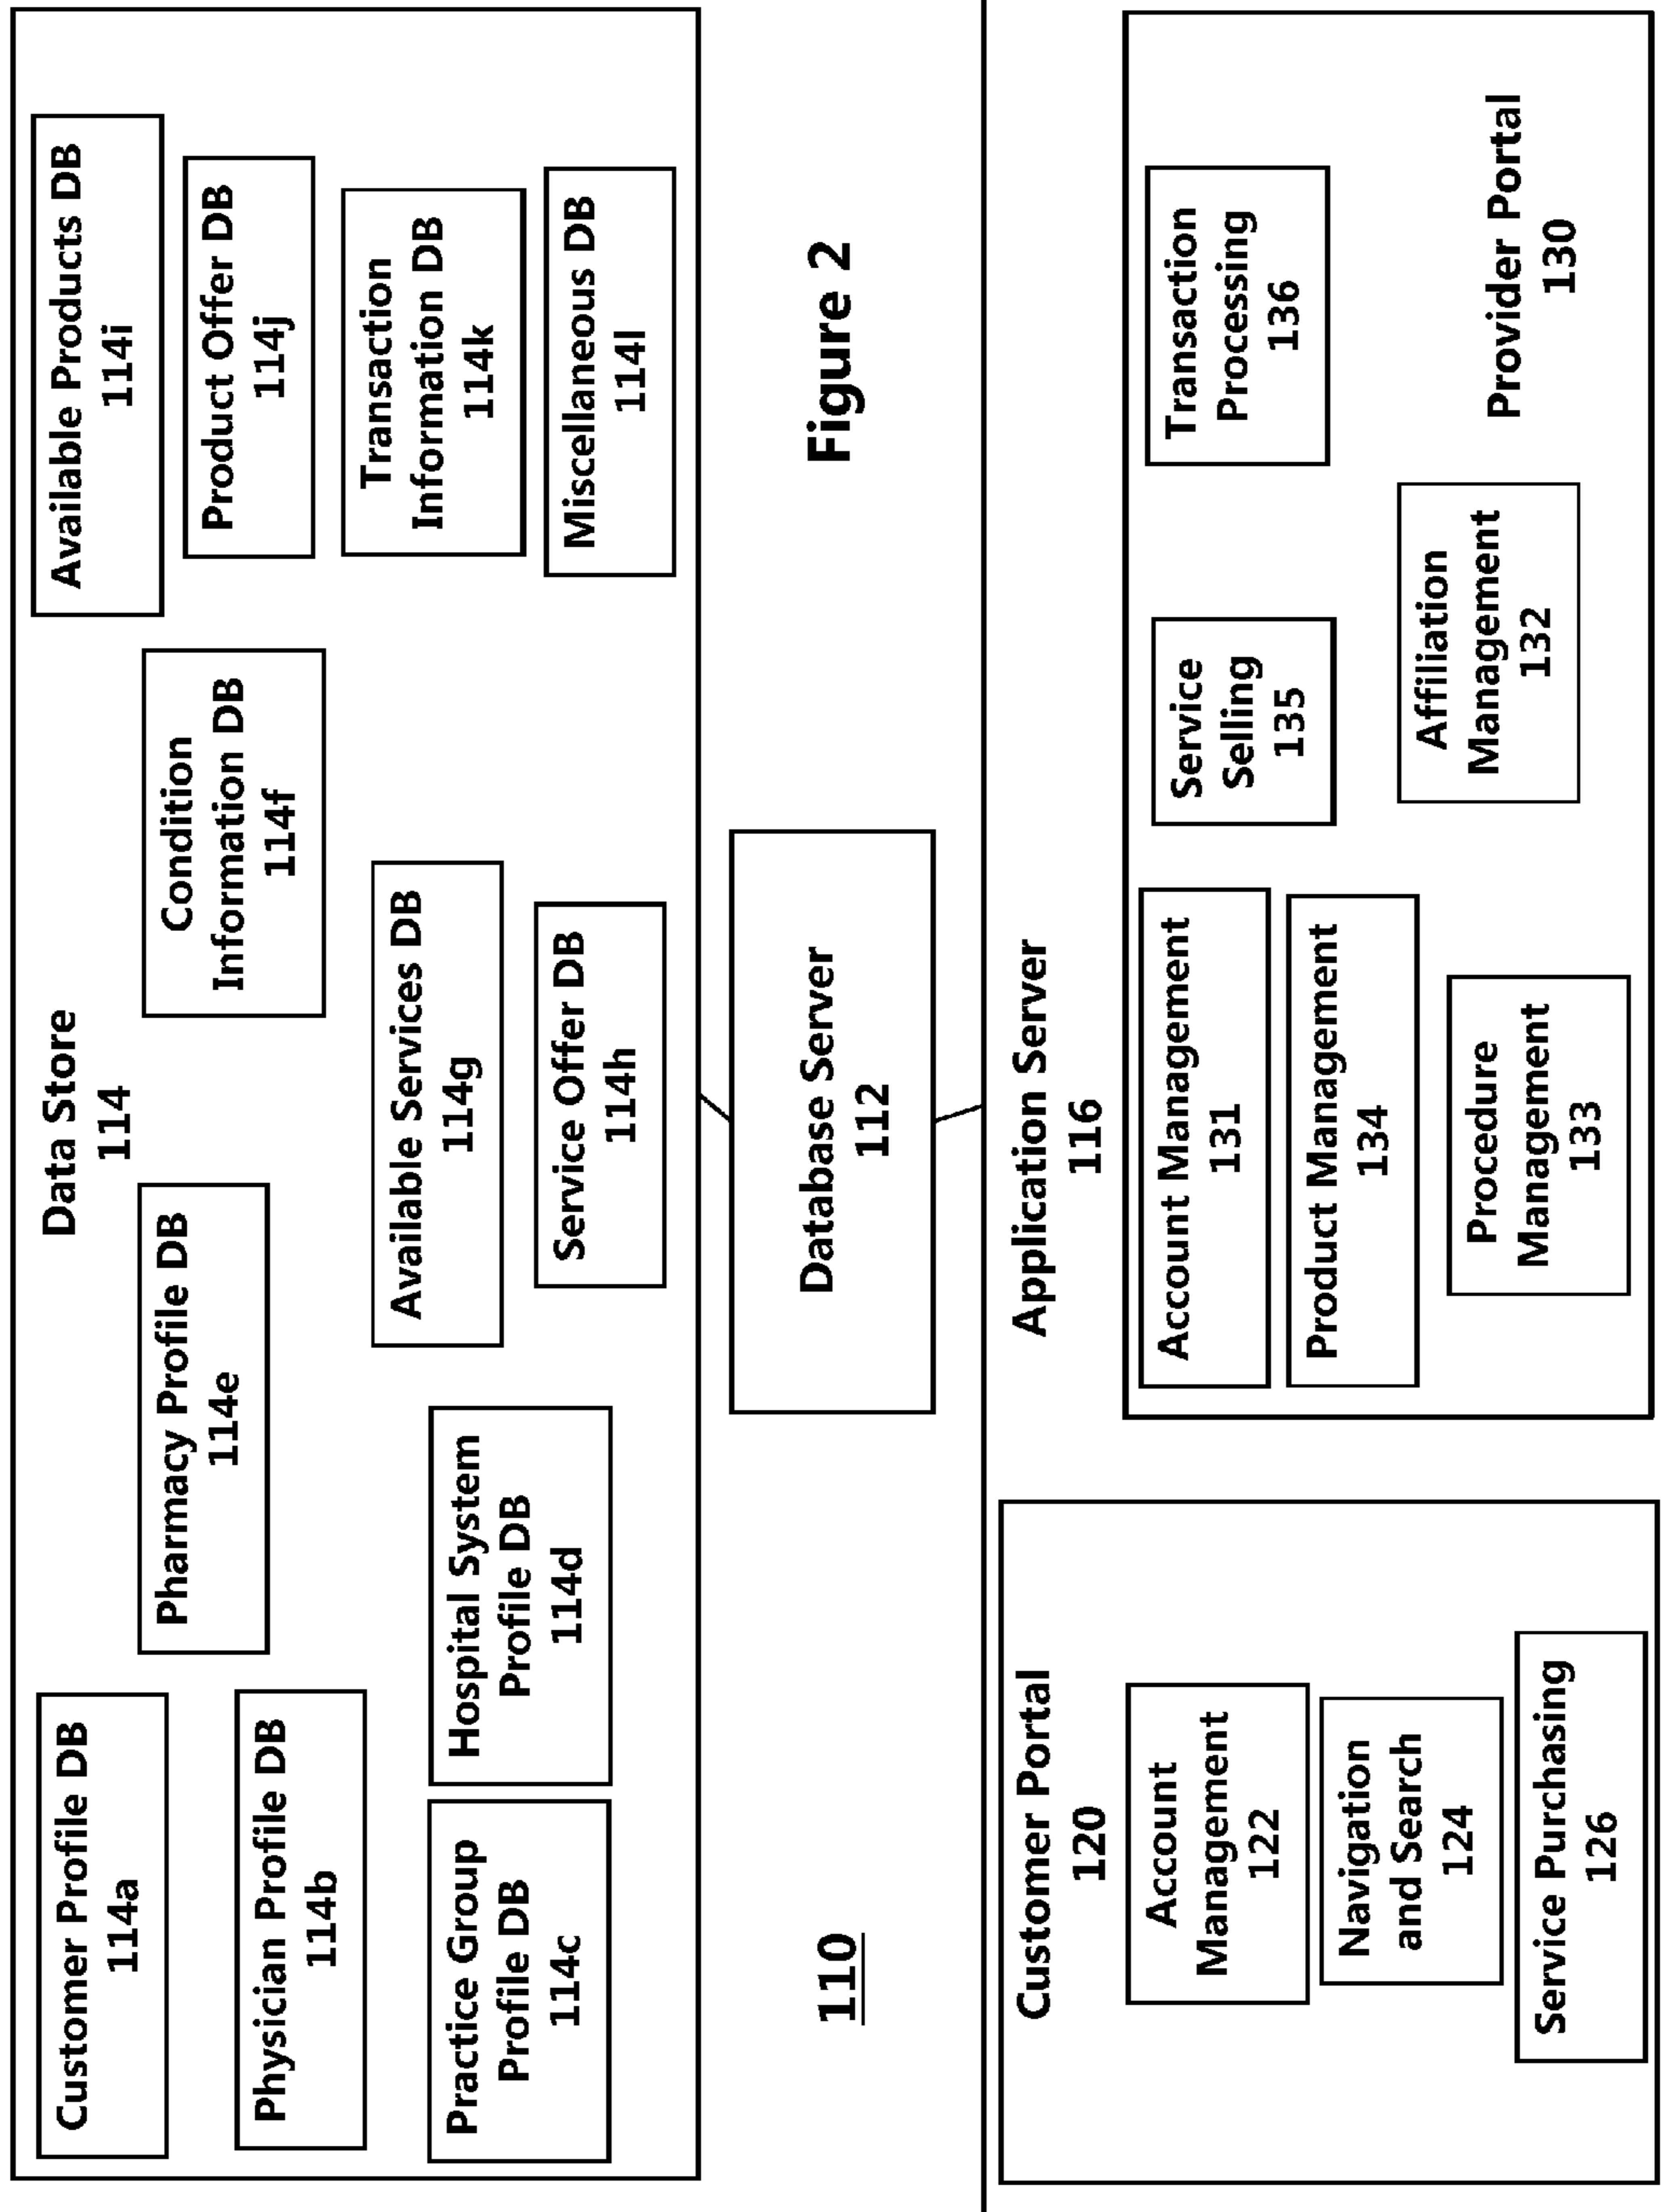 Data Store
114
Customer Profile DB
114a
Physician Profile DB
114b
Practice Group
Profile DB
114c
Hospital System
Profile DB
114d
Pharmacy Profile DB
114e
Condition
Information DB
114f
Available Services DB
114g
Service Offer DB
114h
Available Products DB
114i
Product Offer DB
114j
Transaction
Information DB
114k
Miscellaneous DB
114l
110
Database Server
112
Figure 2
Application Server
116
Customer Portal
120
Account
Management
122
Navigation
and Search
124
Service Purchasing
126
Account Management
131
Product Management
134
Procedure
Management
133
Service
Selling
135
Affiliation
Management
132
Transaction
Processing
136
Provider Portal
130